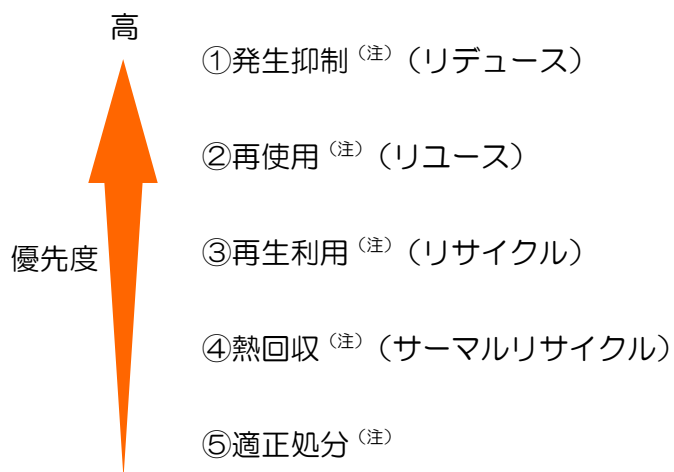 高
①発生抑制（注）（リデュース）
②再使用（注）（リユース）
優先度
③再生利用（注）（リサイクル）
④熱回収（注）（サーマルリサイクル）
⑤適正処分（注）